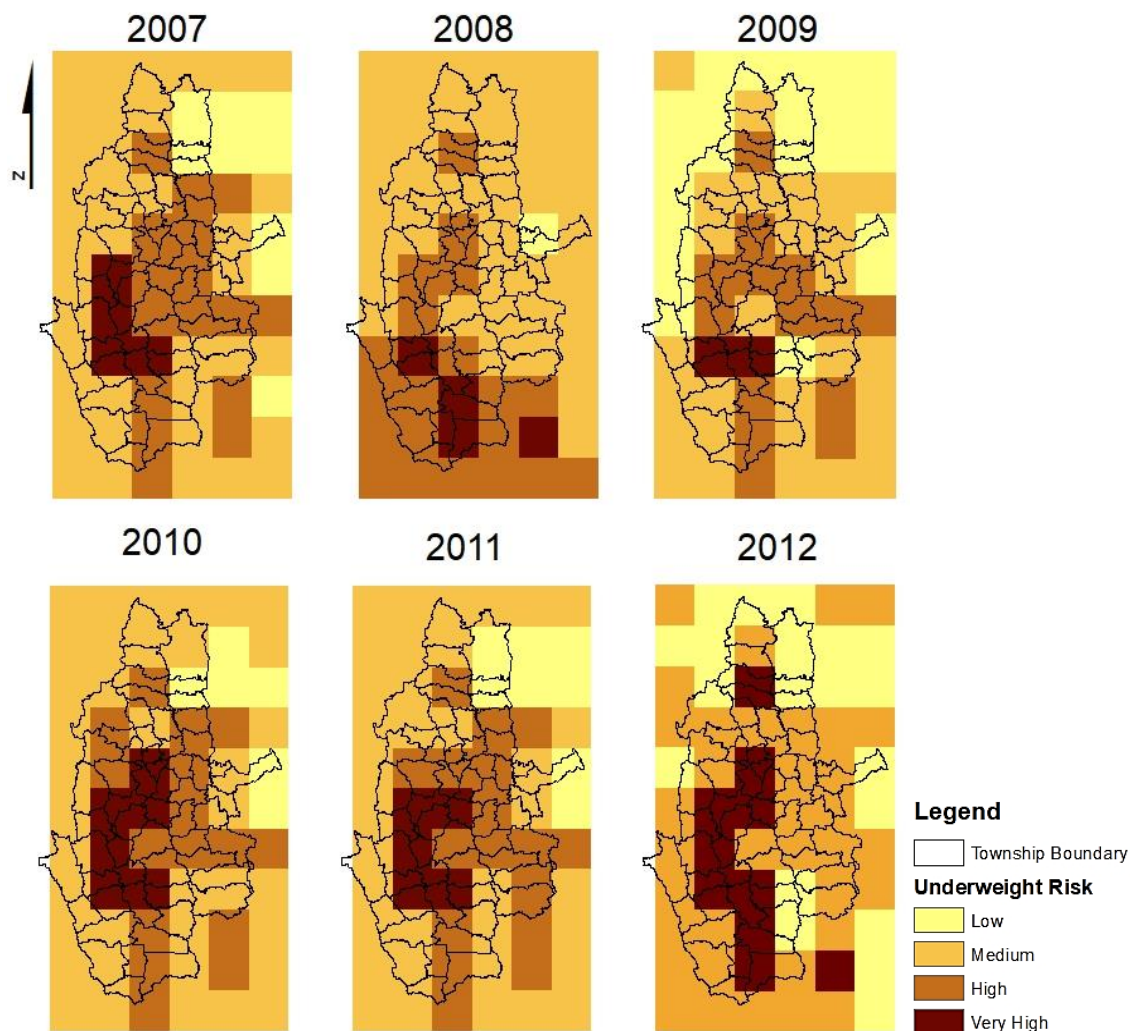 2007
2008
2009
Z
2010
2011
2012
Legend
Township Boundary
Underweight Risk
Low
Medium
High
Very High